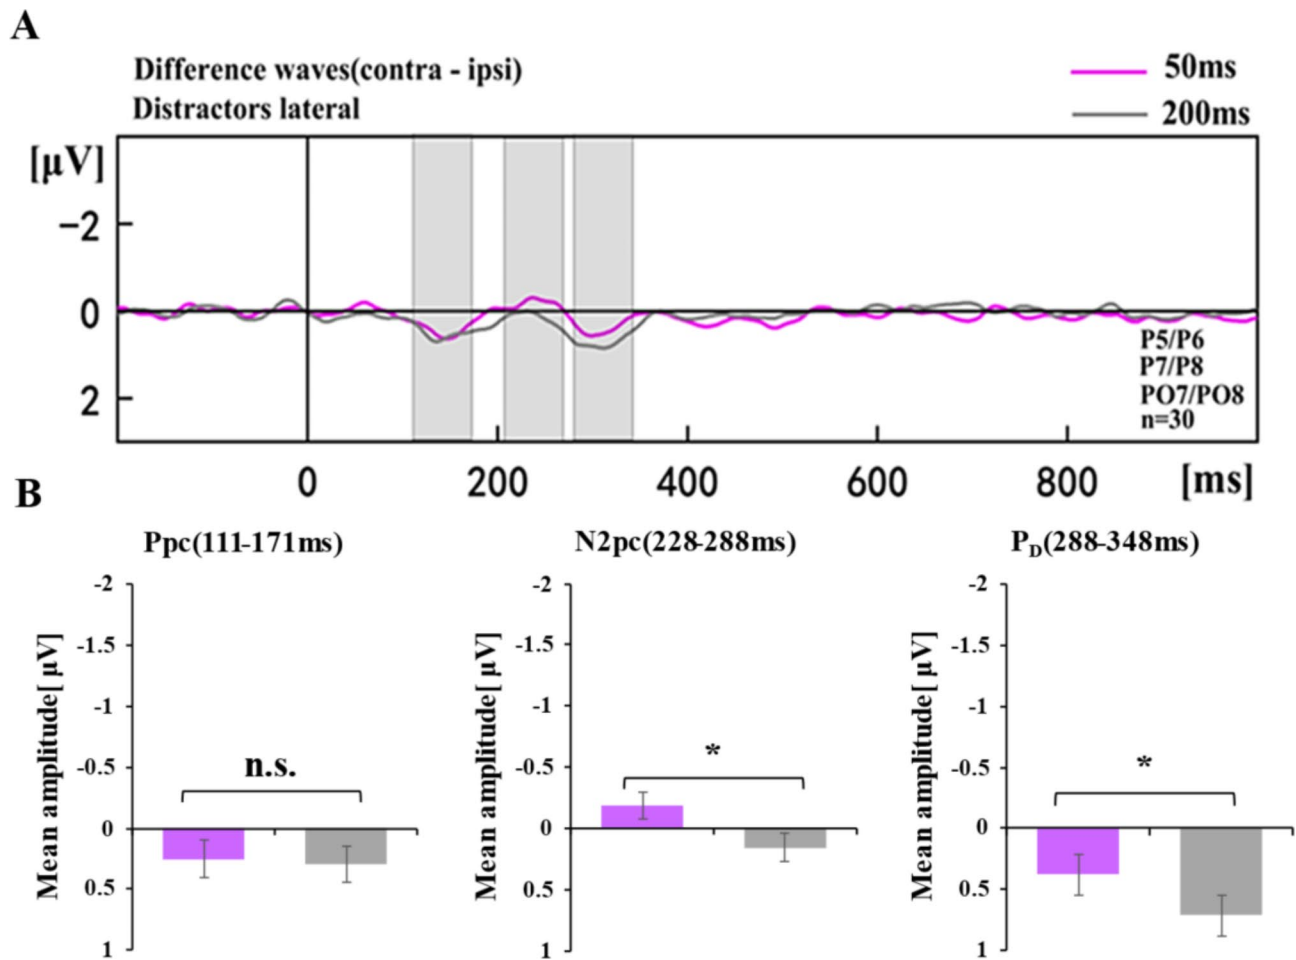 A
Difference waves(contra - ipsi)
Distractors lateral
50ms
200ms
[μV]
−2
0
2
P5/P6
P7/P8
PO7/PO8
n=30
0 200 400 600 800 [ms]
B
Ppc(111-171ms)
Mean amplitude[ μV]
-2
-1.5
-1
-0.5
0
0.5
1
n.s.
N2pc(228-288ms)
Mean amplitude[ μV]
-2
-1.5
-1
-0.5
0
0.5
1
*
PD(288-348ms)
Mean amplitude[ μV]
-2
-1.5
-1
-0.5
0
0.5
1
*